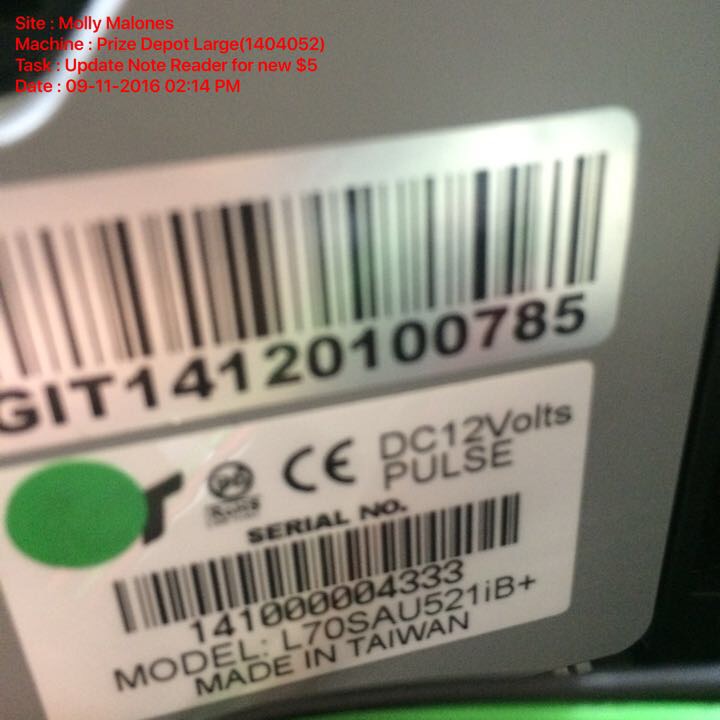 Site : Molly Malones
Machine : Prize Depot Large(1404052)
Task : Update Note Reader for new $5
Date : 09-11-2016 02:14 PM
GIT14120100785
DC12Volts
PULSE
CE
SERIAL NO.
141000004333
MODEL: L70SAU521iB+
MADE IN TAIWAN